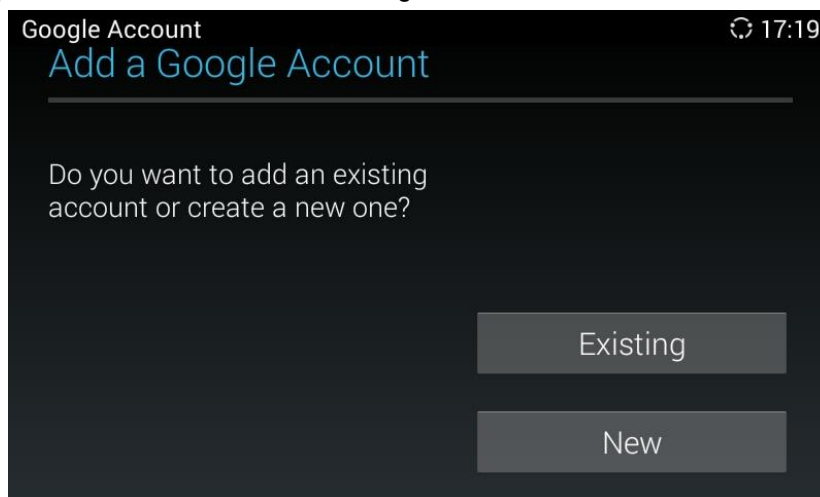 Google Account 17:19
Add a Google Account
Do you want to add an existing
account or create a new one?
Existing
New